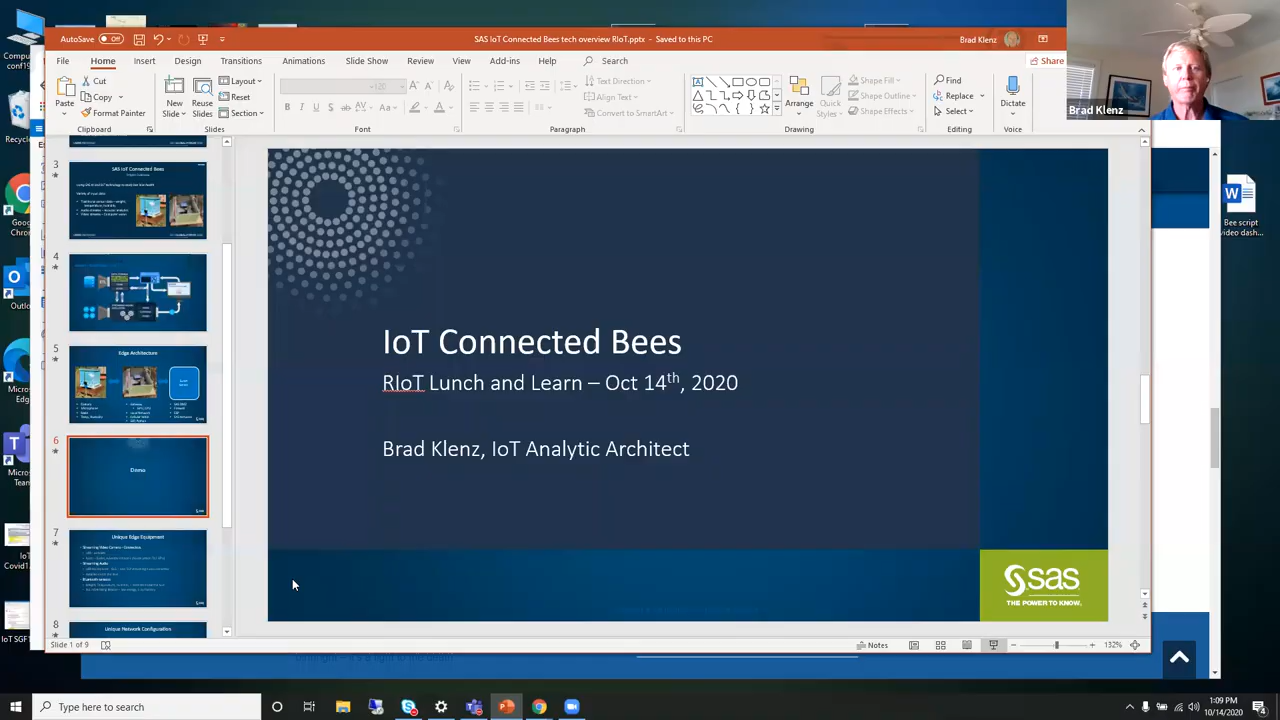 AutoSave Off
SAS IoT Connected Bees tech overview RIoT.pptx - Saved to this PC
Brad Klenz
File Home Insert Design Transitions Animations Slide Show Review View Add-ins Help Search
Share
Brad Klenz
Paste
Cut
Copy
Format Painter
Clipboard
New
Slide
Reuse
Slides
Layout
Reset
Section
Slides
Font
Text Direction
Align Text
Convert to SmartArt
Paragraph
Arrange
Quick
Styles
Shape Fill
Shape Outline
Shape Effects
Drawing
Find
Replace
Select
Editing
Dictate
Voice
3
SAS IoT Connected Bees
4
5
Edge Architecture
6
Demo
7
Unique Edge Equipment
8
Unique Network Configuration
IoT Connected Bees
RIoT Lunch and Learn – Oct 14th, 2020
Brad Klenz, IoT Analytic Architect
sas
THE POWER TO KNOW.
Bee script
video dash...
Slide 1 of 9
Notes
132%
Type here to search
1:09 PM
10/14/2020